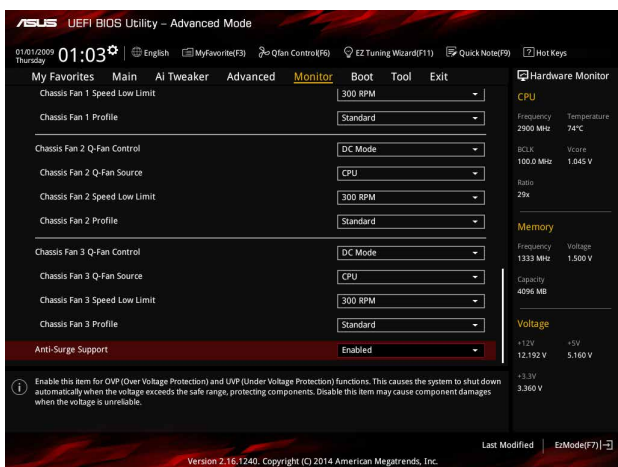 ASUS UEFI BIOS Utility – Advanced Mode
01/01/2009 Thursday 01:03 English MyFavorite(F3) Qfan Control(F6) EZ Tuning Wizard(F11) Quick Note(F9) ? Hot Keys
My Favorites Main Ai Tweaker Advanced Monitor Boot Tool Exit
Chassis Fan 1 Speed Low Limit 300 RPM
Chassis Fan 1 Profile Standard
Chassis Fan 2 Q-Fan Control DC Mode
Chassis Fan 2 Q-Fan Source CPU
Chassis Fan 2 Speed Low Limit 300 RPM
Chassis Fan 2 Profile Standard
Chassis Fan 3 Q-Fan Control DC Mode
Chassis Fan 3 Q-Fan Source CPU
Chassis Fan 3 Speed Low Limit 300 RPM
Chassis Fan 3 Profile Standard
Anti-Surge Support Enabled
Enable this item for OVP (Over Voltage Protection) and UVP (Under Voltage Protection) functions. This causes the system to shut down
automatically when the voltage exceeds the safe range, protecting components. Disable this item may cause component damages
when the voltage is unreliable.
Hardware Monitor
CPU
Frequency Temperature
2900 MHz 74°C
BCLK Vcore
100.0 MHz 1.045 V
Ratio
29x
Memory
Frequency Voltage
1333 MHz 1.500 V
Capacity
4096 MB
Voltage
+12V +5V
12.192 V 5.160 V
+3.3V
3.360 V
Last Modified EzMode(F7)
Version 2.16.1240. Copyright (C) 2014 American Megatrends, Inc.